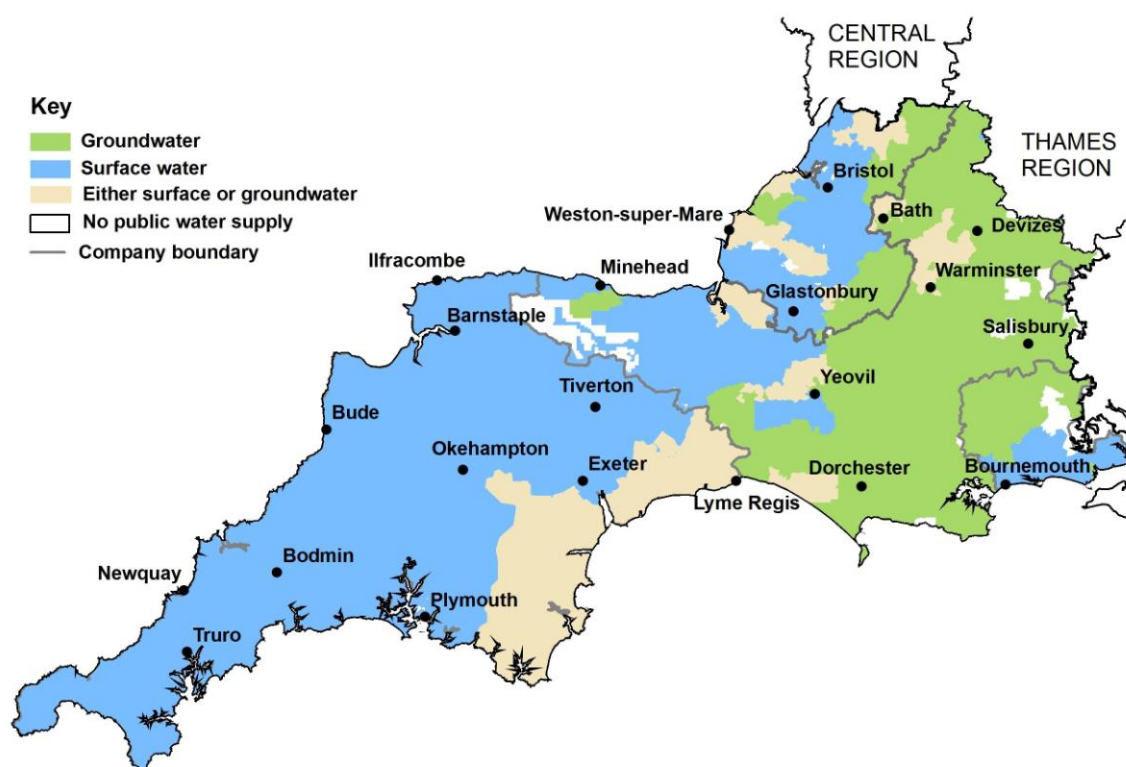 CENTRAL
REGION
Key
Groundwater
Surface water
Either surface or groundwater
No public water supply
Company boundary
THAMES
REGION
Bristol
Bath
Weston-super-Mare
Devizes
Ilfracombe
Minehead
Warminster
Glastonbury
Barnstaple
Salisbury
Yeovil
Tiverton
Bude
Okehampton
Exeter
Dorchester
Bournemouth
Lyme Regis
Bodmin
Newquay
Plymouth
Truro